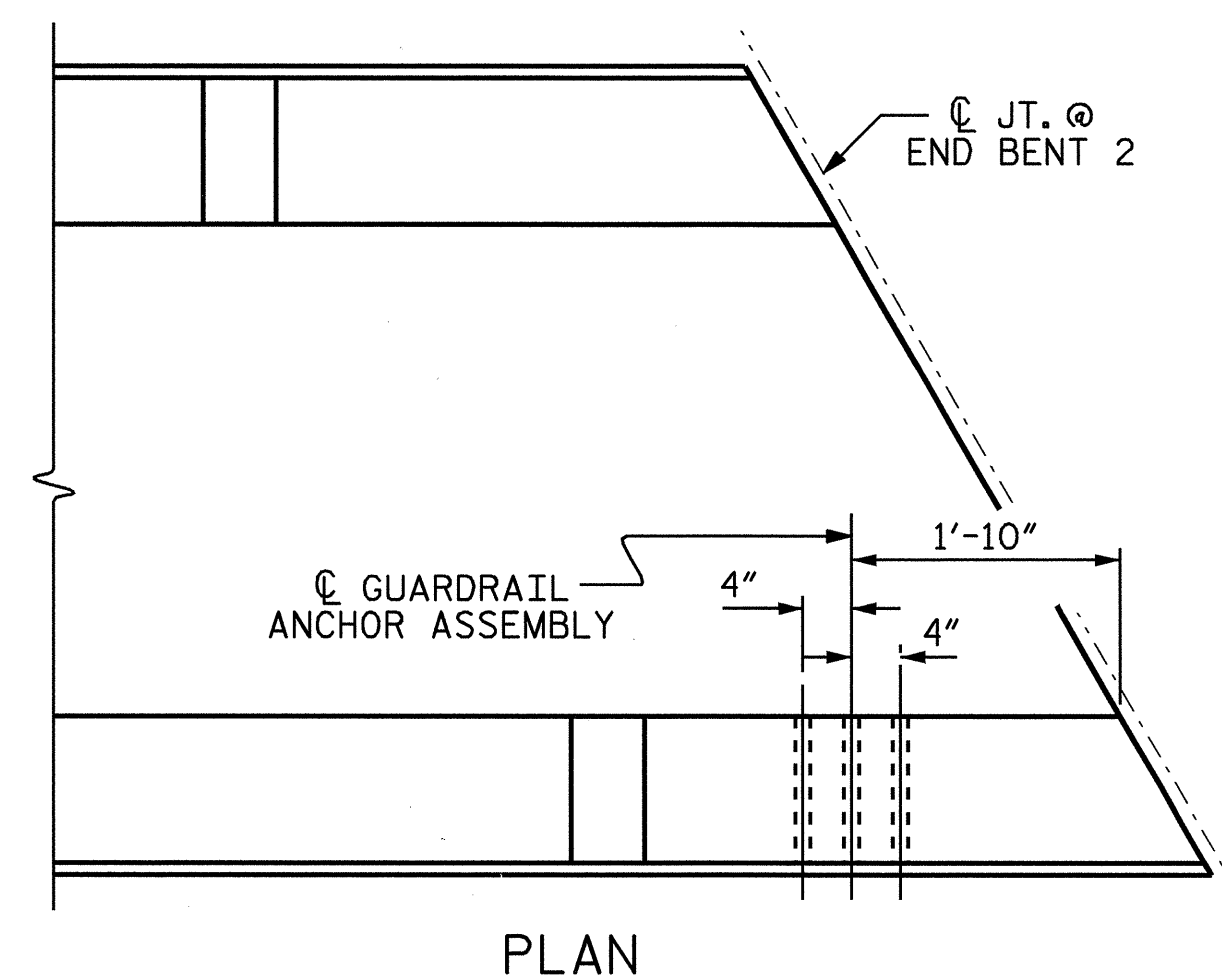 ℄ JT. @
END BENT 2
1'-10"
℄ GUARDRAIL
ANCHOR ASSEMBLY
4"
4"
PLAN